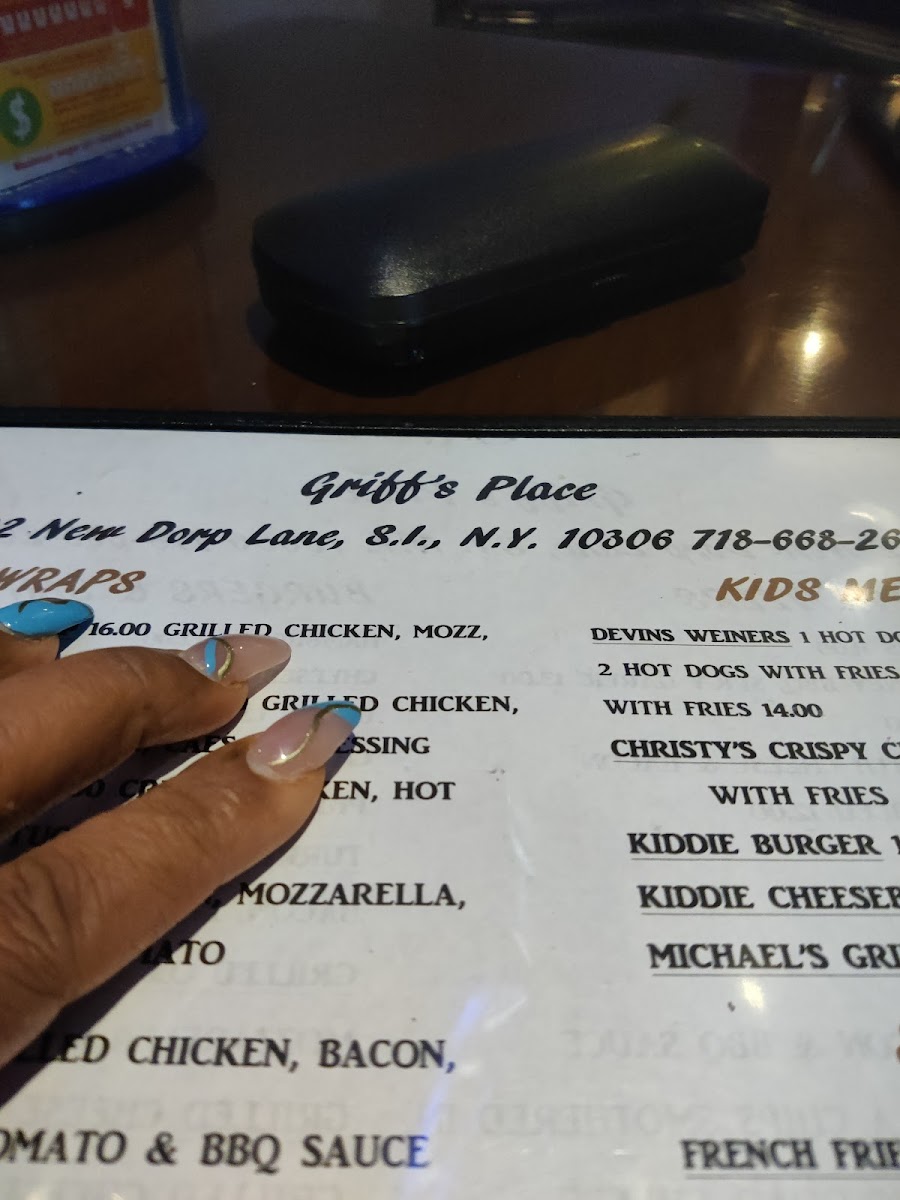 $
Griff's Place
2 New Dorp Lane, S.I., N.Y. 10306 718-668-26
WRAPS
16.00 GRILLED CHICKEN, MOZZ,
GRILLED CHICKEN,
ESSING
KEN, HOT
MOZZARELLA,
ATO
LED CHICKEN, BACON,
OMATO & BBQ SAUCE
KIDS ME
DEVINS WEINERS 1 HOT DO
2 HOT DOGS WITH FRIES
WITH FRIES 14.00
CHRISTY'S CRISPY C
WITH FRIES
KIDDIE BURGER 1
KIDDIE CHEESEB
MICHAEL'S GRI
FRENCH FRIE